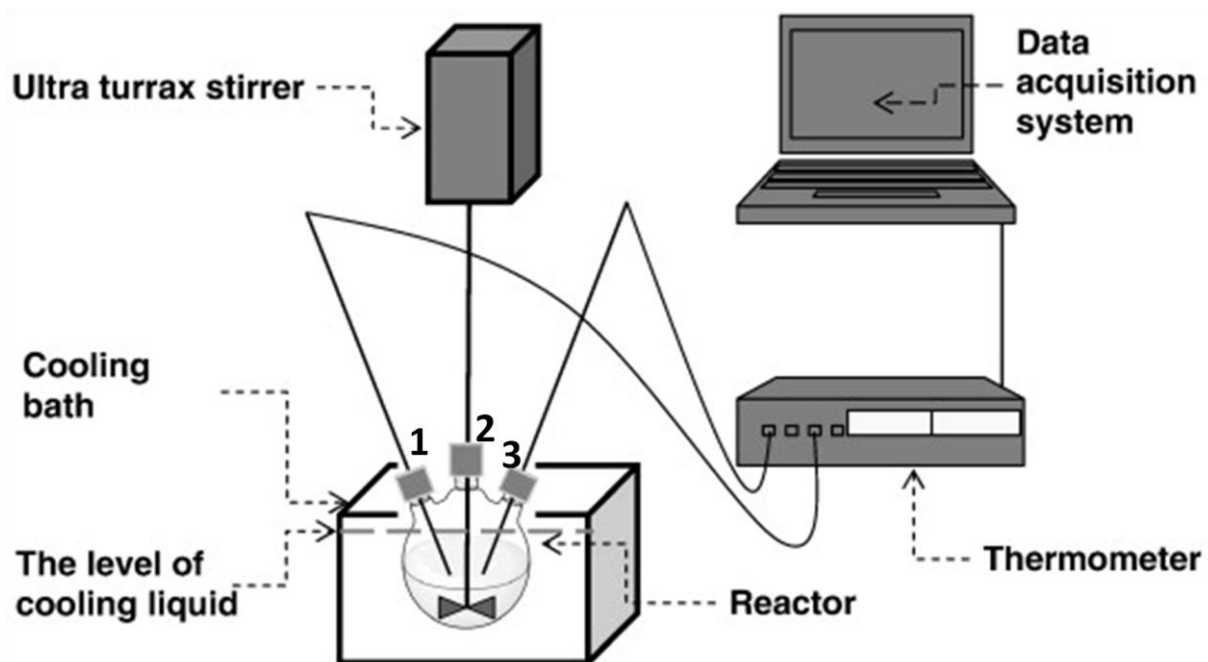 Ultra turrax stirrer
Data
acquisition
system
Cooling
bath
1
2
3
The level of
cooling liquid
Reactor
Thermometer